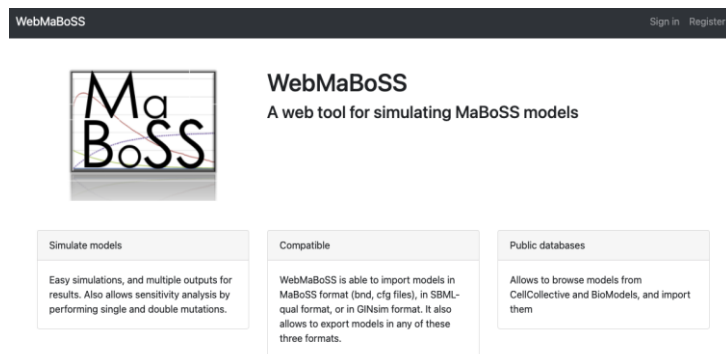 WebMaBoSS
Sign in Register
Ma
BoSS
WebMaBoSS
A web tool for simulating MaBoSS models
Simulate models
Easy simulations, and multiple outputs for
results. Also allows sensitivity analysis by
performing single and double mutations.
Compatible
WebMaBoSS is able to import models in
MaBoSS format (bnd, cfg files), in SBML-
qual format, or in GINsim format. It also
allows to export models in any of these
three formats.
Public databases
Allows to browse models from
CellCollective and BioModels, and import
them